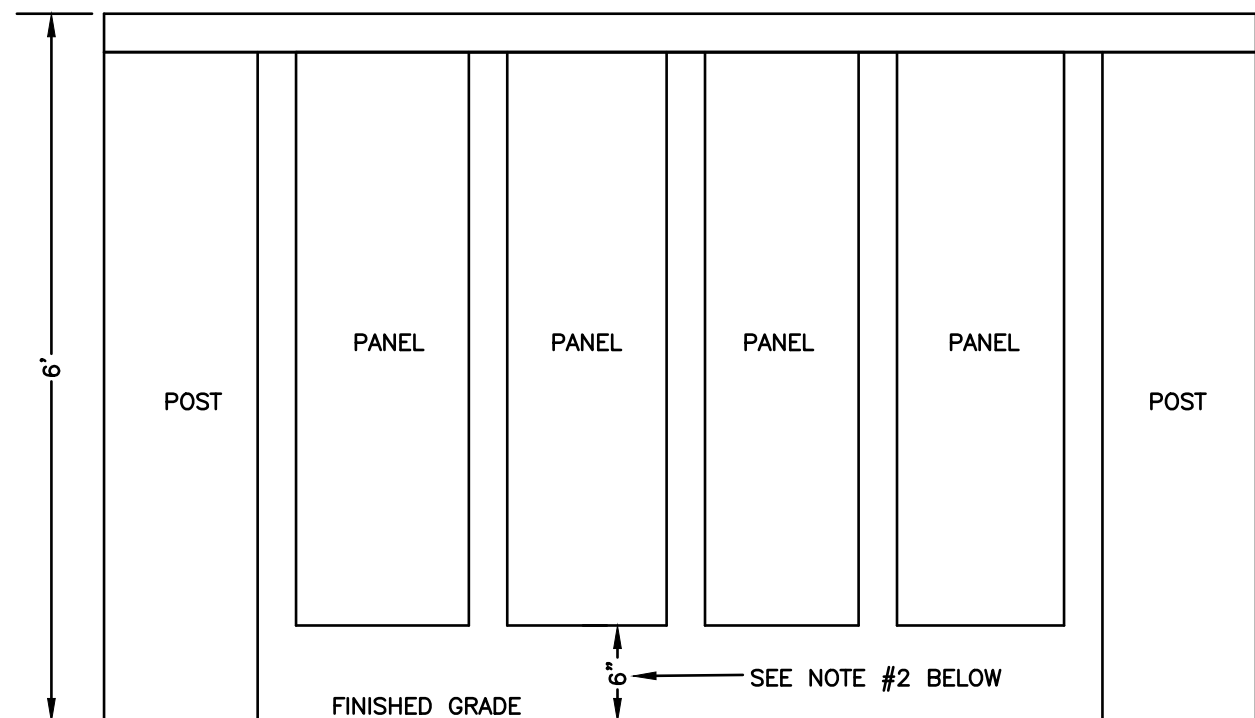 PANEL
PANEL
PANEL
PANEL
6'
POST
POST
6"
SEE NOTE #2 BELOW
FINISHED GRADE